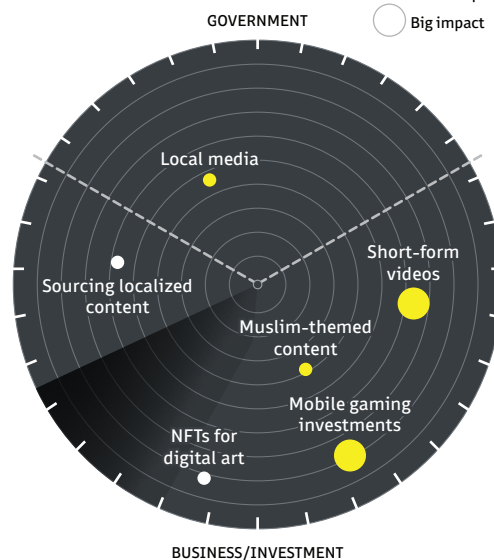 GOVERNMENT
Big impact
Local media
Short-form
videos
Sourcing localized
content
Muslim-themed
content
Mobile gaming
investments
NFTs for
digital art
BUSINESS/INVESTMENT